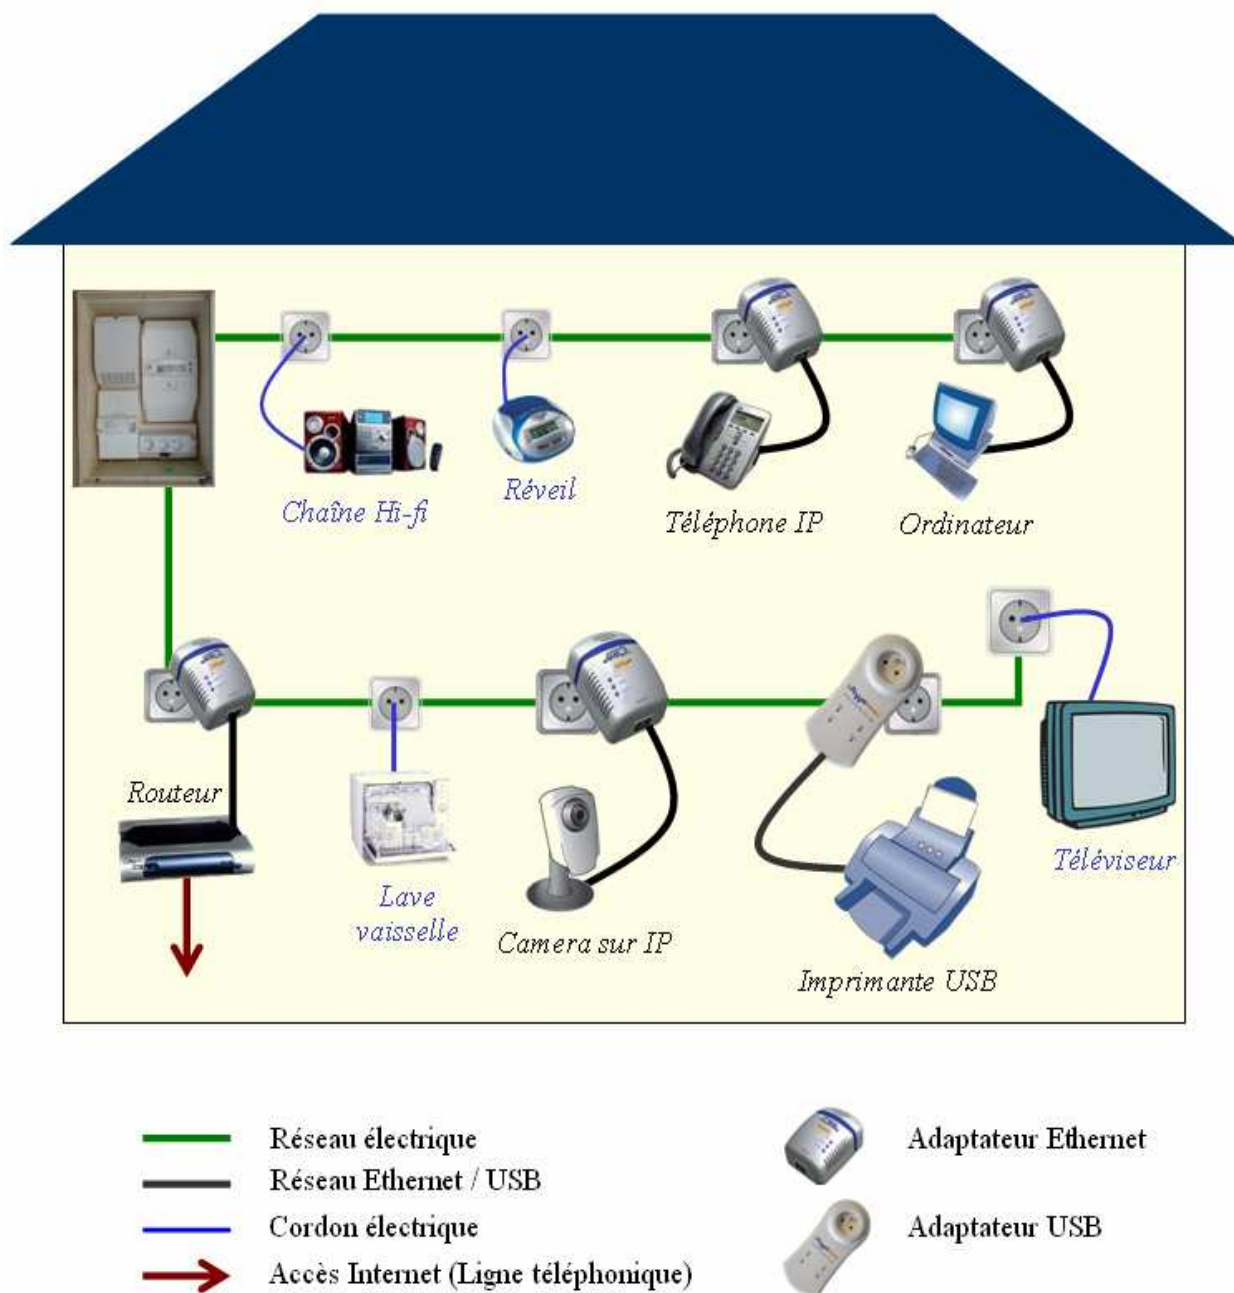 Chaîne Hi-fi
Réveil
Téléphone IP
Ordinateur
Routeur
Lave
vaisselle
Camera sur IP
Imprimante USB
Téléviseur
Réseau électrique
Réseau Ethernet / USB
Cordon électrique
Accès Internet (Ligne téléphonique)
Adaptateur Ethernet
Adaptateur USB